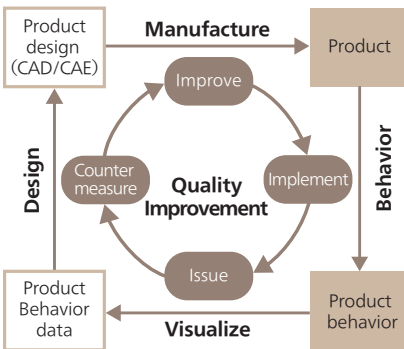 Product
design
(CAD/CAE)
Manufacture
Product
Improve
Design
Counter
measure
Quality
Improvement
Implement
Behavior
Issue
Product
Behavior
data
Visualize
Product
behavior